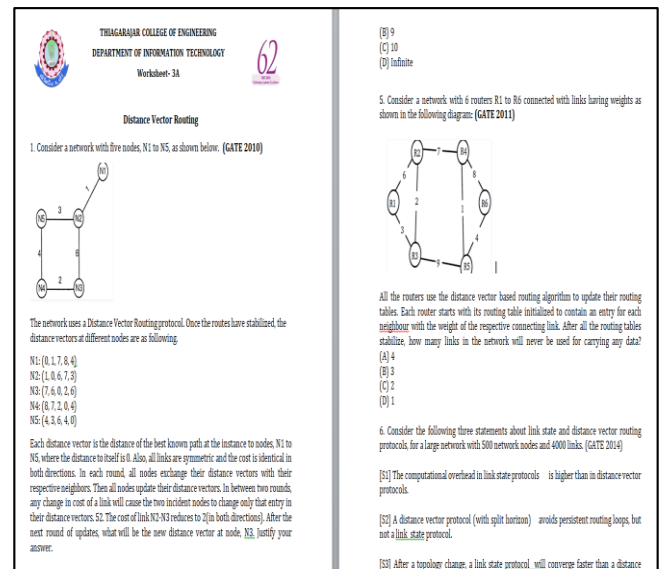 THIAGARAJAR COLLEGE OF ENGINEERING
DEPARTMENT OF INFORMATION TECHNOLOGY
Worksheet- 3A
62
Distance Vector Routing
1. Consider a network with five nodes, N1 to N5, as shown below. (GATE 2010)
N1
1
3
N5
N2
4
6
2
N4
N3
The network uses a Distance Vector Routing protocol. Once the routes have stabilized, the
distance vectors at different nodes are as following.
N1: (0, 1, 7, 8, 4)
N2: (1, 0, 6, 7, 3)
N3: (7, 6, 0, 2, 6)
N4: (8, 7, 2, 0, 4)
N5: (4, 3, 6, 4, 0)
Each distance vector is the distance of the best known path at the instance to nodes, N1 to
N5, where the distance to itself is 0. Also, all links are symmetric and the cost is identical in
both directions. In each round, all nodes exchange their distance vectors with their
respective neighbors. Then all nodes update their distance vectors. In between two rounds,
any change in cost of a link will cause the two incident nodes to change only that entry in
their distance vectors. 52. The cost of link N2-N3 reduces to 2(in both directions). After the
next round of updates, what will be the new distance vector at node, N3. Justify your
answer.
(B) 9
(C) 10
(D) Infinite
5. Consider a network with 6 routers R1 to R6 connected with links having weights as
shown in the following diagram: (GATE 2011)
R2
7
R4
6
8
R1
2
1
R6
3
4
R3
9
R5
All the routers use the distance vector based routing algorithm to update their routing
tables. Each router starts with its routing table initialized to contain an entry for each
neighbour with the weight of the respective connecting link. After all the routing tables
stabilize, how many links in the network will never be used for carrying any data?
(A) 4
(B) 3
(C) 2
(D) 1
6. Consider the following three statements about link state and distance vector routing
protocols, for a large network with 500 network nodes and 4000 links. (GATE 2014)
[S1] The computational overhead in link state protocols is higher than in distance vector
protocols.
[S2] A distance vector protocol (with split horizon) avoids persistent routing loops, but
not a link state protocol.
[S3] After a topology change, a link state protocol will converge faster than a distance